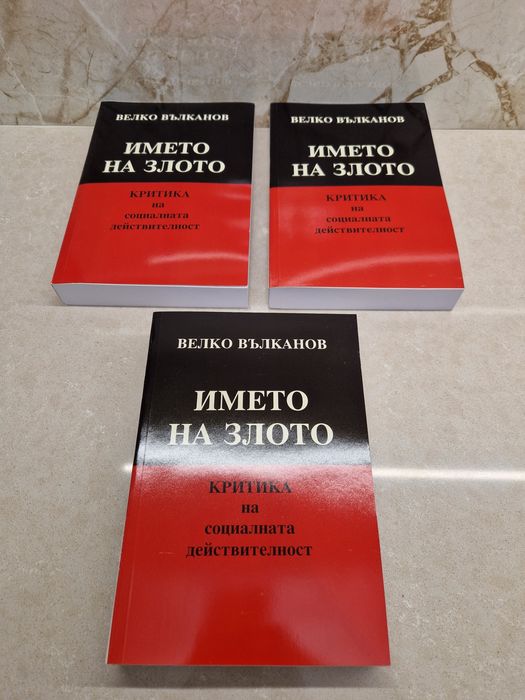 ВЕЛКО ВЪЛКАНОВ
ИМЕТО
НА ЗЛОТО
КРИТИКА
на
социалната
действителност
ВЕЛКО ВЪЛКАНОВ
ИМЕТО
НА ЗЛОТО
КРИТИКА
на
социалната
действителност
ВЕЛКО ВЪЛКАНОВ
ИМЕТО
НА ЗЛОТО
КРИТИКА
на
социалната
действителност